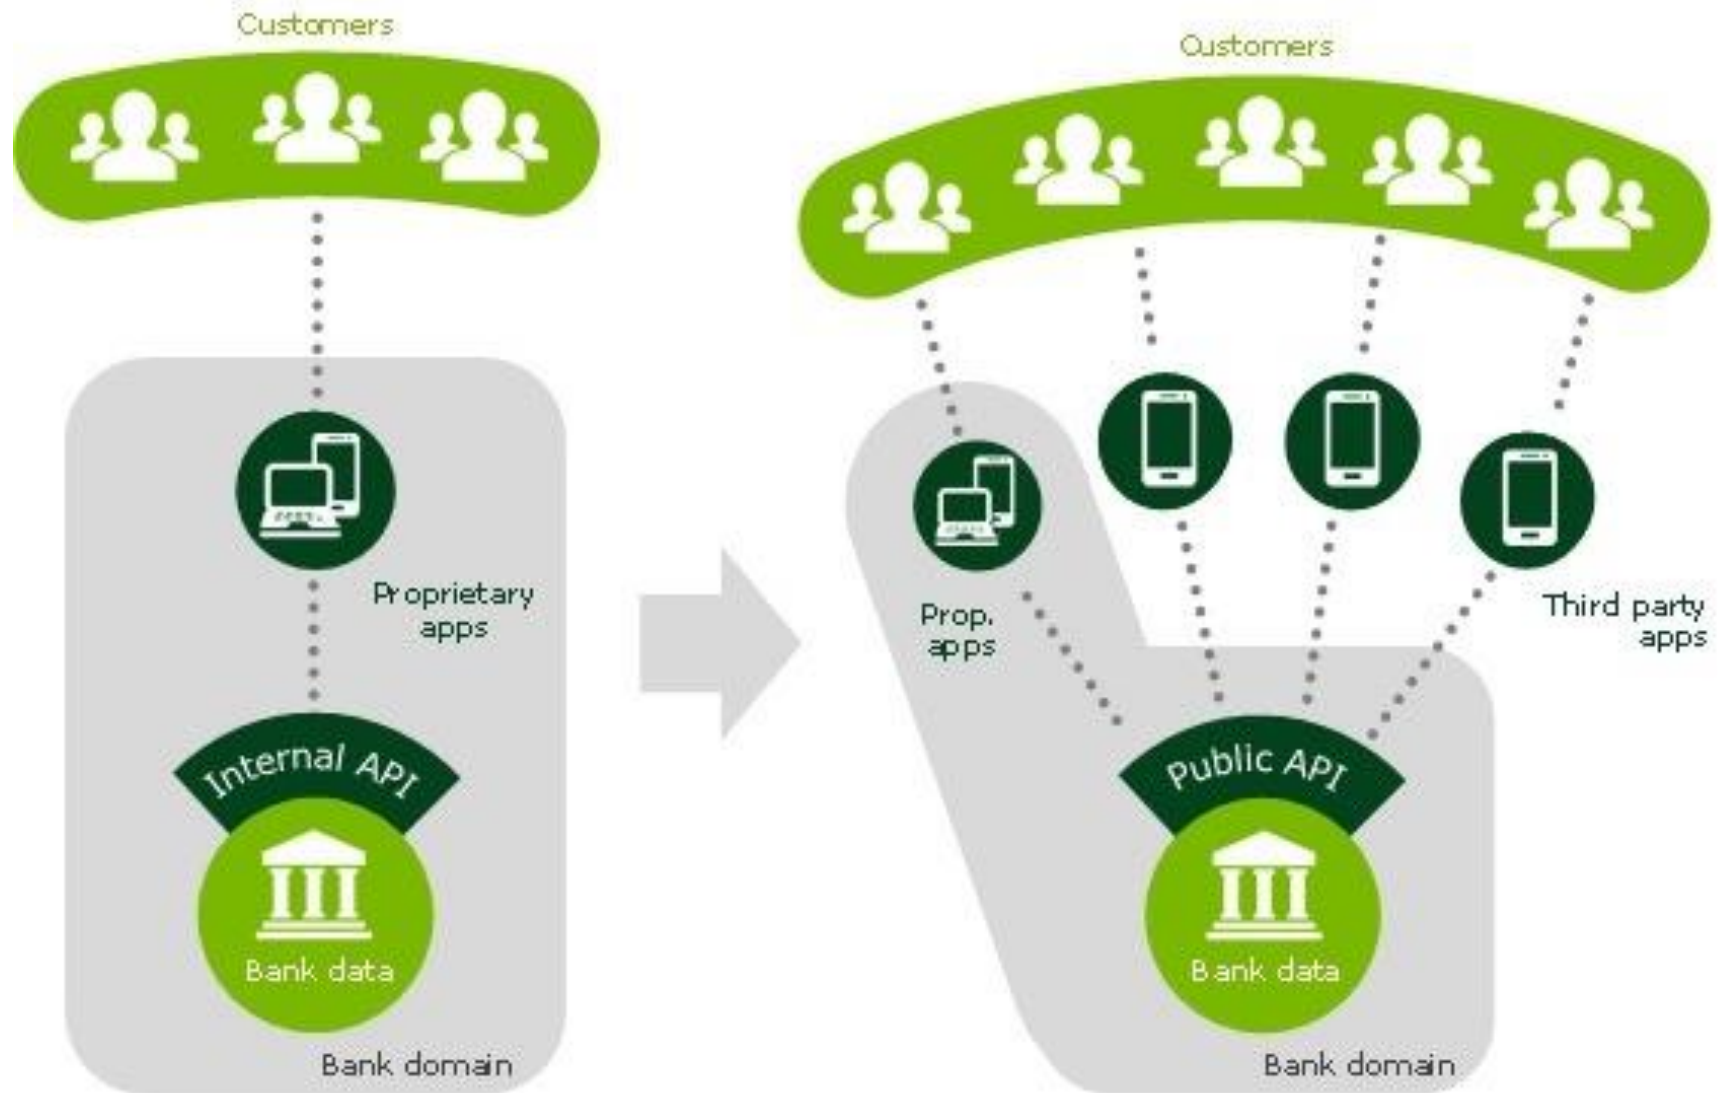 Customers
Proprietary
apps
Internal API
Bank data
Bank domain
Customers
Prop.
apps
Third party
apps
Public API
Bank data
Bank domain